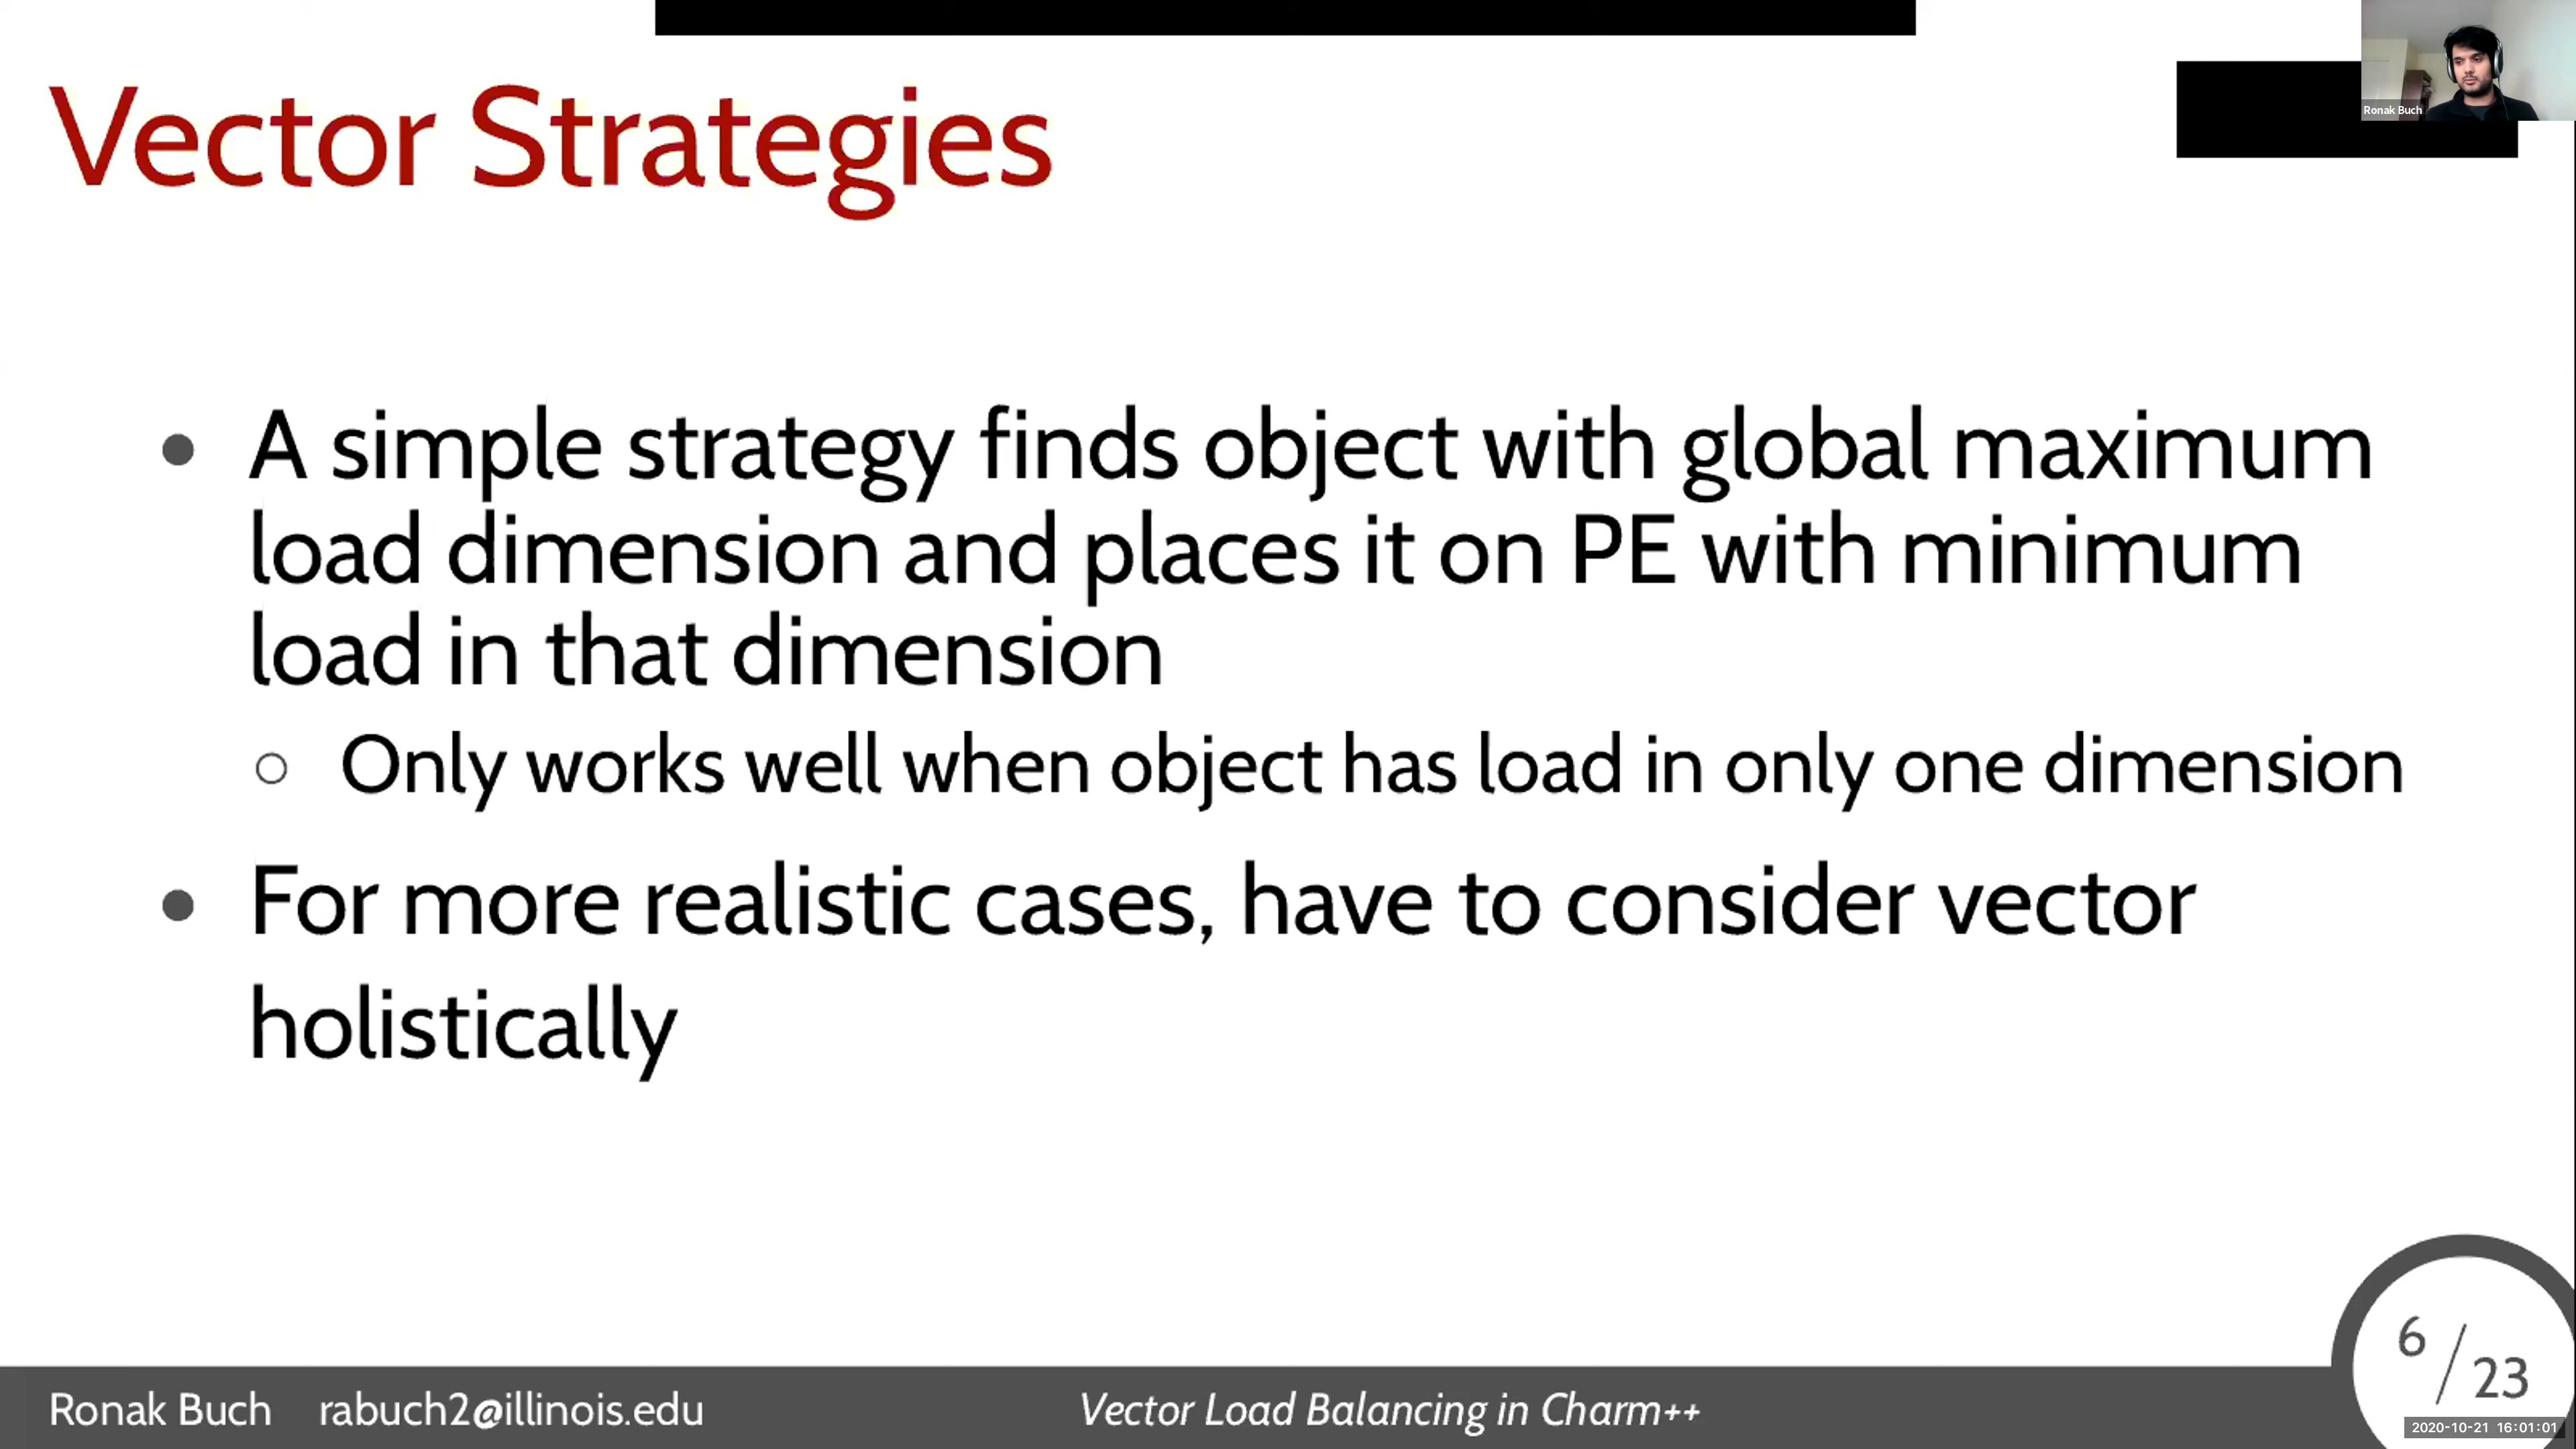 Vector Strategies
Ronak Buch
• A simple strategy finds object with global maximum
load dimension and places it on PE with minimum
load in that dimension
○ Only works well when object has load in only one dimension
• For more realistic cases, have to consider vector
holistically
Ronak Buch rabuch2@illinois.edu
Vector Load Balancing in Charm++
6/23
2020-10-21 16:01:01